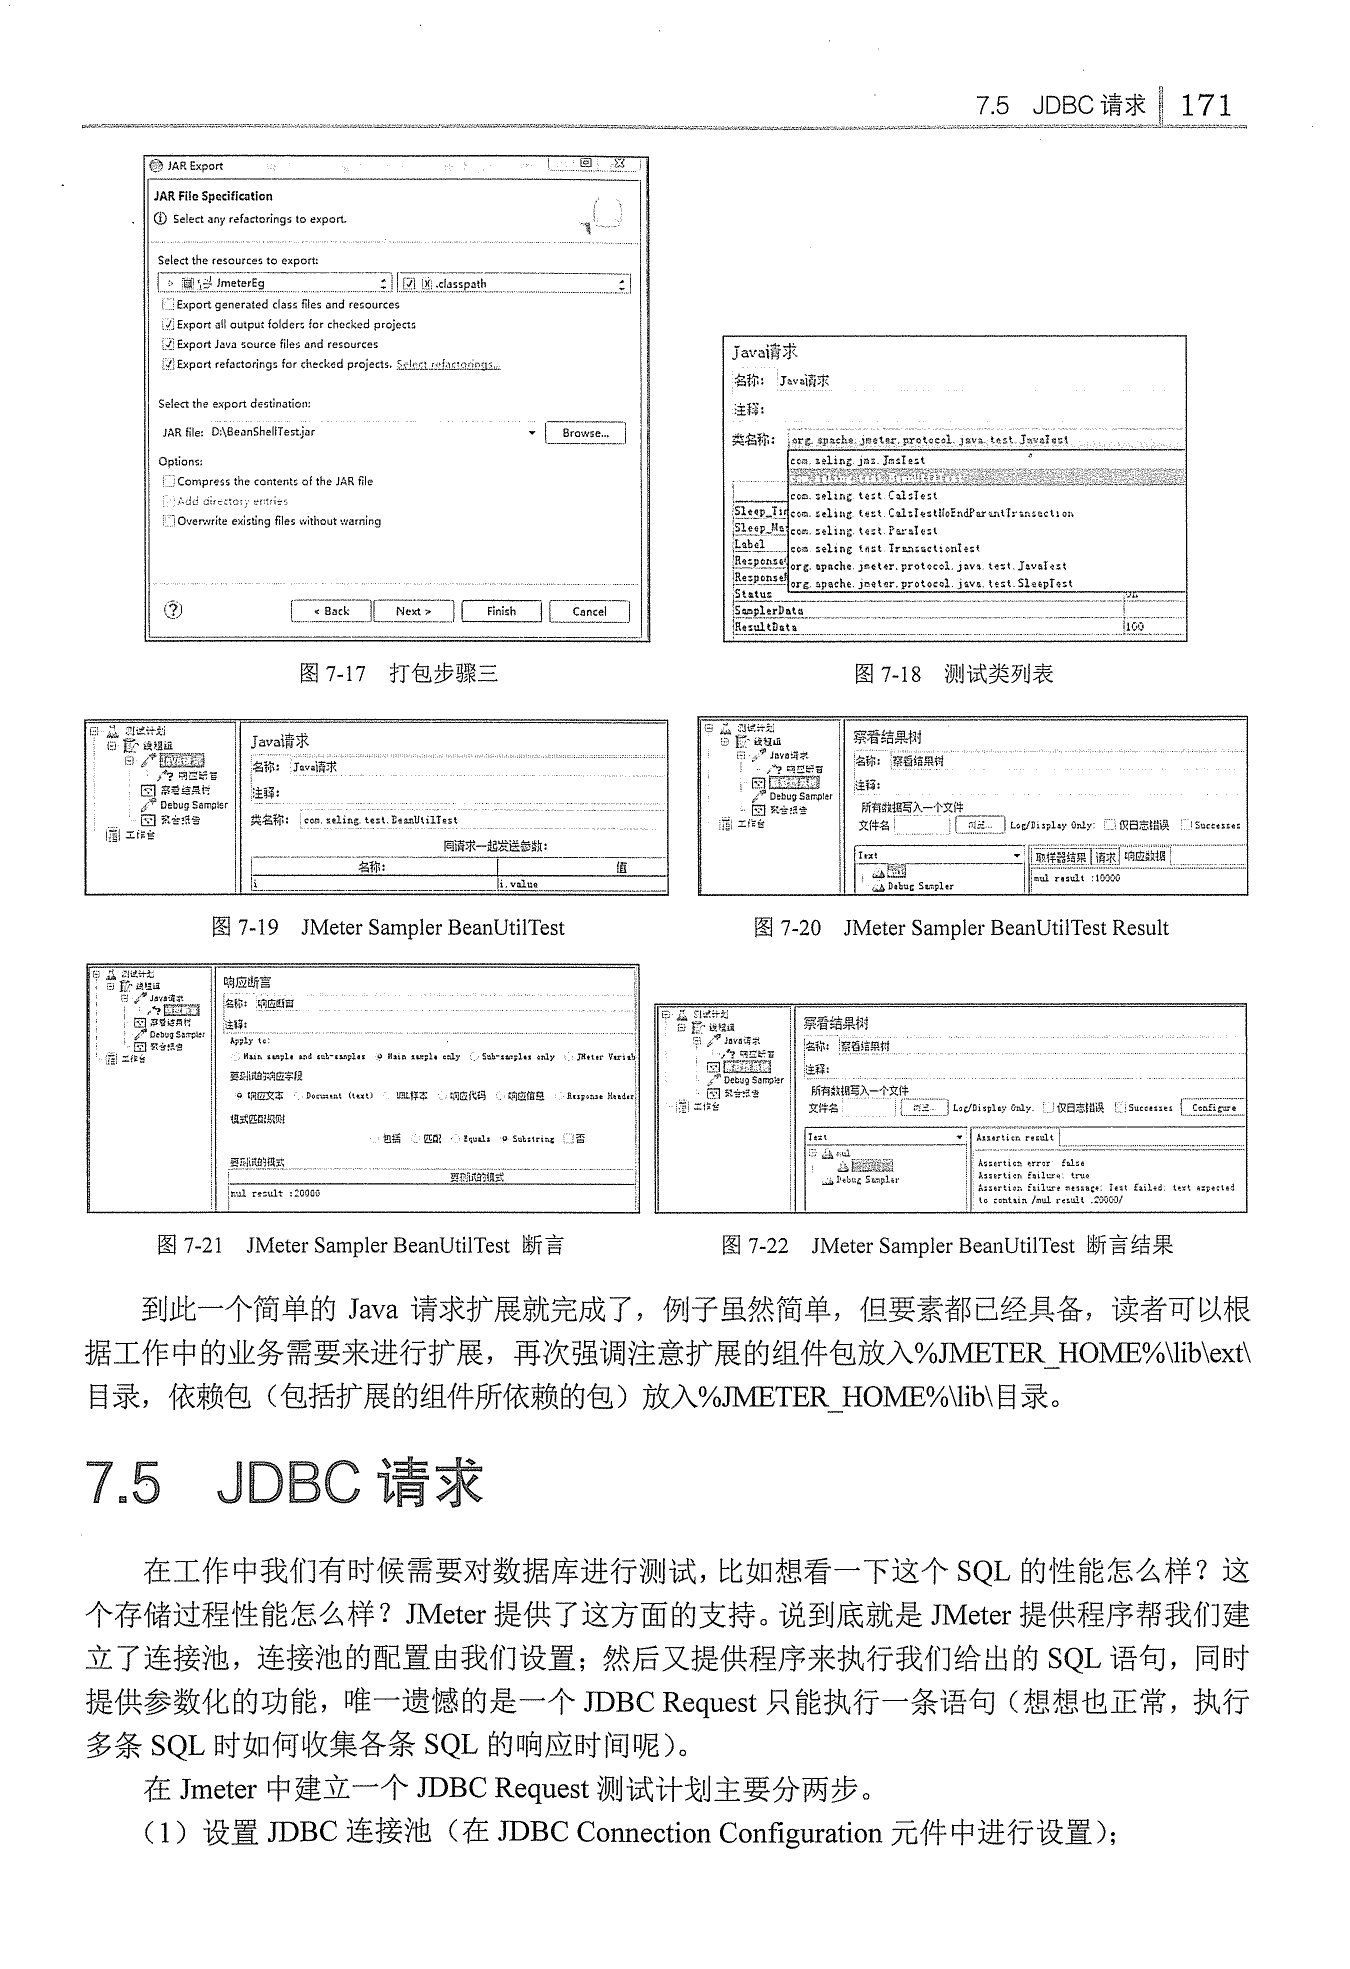 7.5 JDBC 请求 171
JAR Export
JAR File Specification
Select any refactorings to export.
Select the resources to export:
JmeterEg
.classpath
Export generated class files and resources
Export all output folders for checked projects
Export Java source files and resources
Export refactorings for checked projects. Select refactorings...
Select the export destination:
JAR file: D:\BeanShellTest.jar
Browse...
Options:
Compress the contents of the JAR file
Add directory entries
Overwrite existing files without warning
< Back Next > Finish Cancel
图 7-17 打包步骤三
Java请求
名称: Java请求
注释:
类名称: org.apache.jmeter.protocol.java.test.JavaTest
com.seling.jms.JmsTest
com.seling.test.BeanUtilTest
com.seling.test.CalsTest
com.seling.test.CalsTestNoEndParentTransaction
com.seling.test.ParaTest
com.seling.test.TransactionTest
org.apache.jmeter.protocol.java.test.JavaTest
org.apache.jmeter.protocol.java.test.SleepTest
Label
Status
SamplerData
ResultData 100
图 7-18 测试类列表
测试计划
线程组
Java请求
响应断言
察看结果树
Debug Sampler
聚合报告
工作台
Java请求
名称: Java请求
注释:
类名称: com.seling.test.BeanUtilTest
同请求一起发送参数:
名称: 值
i i.value
图 7-19 JMeter Sampler BeanUtilTest
测试计划
线程组
Java请求
响应断言
察看结果树
Debug Sampler
聚合报告
工作台
察看结果树
名称: 察看结果树
注释:
所有数据写入一个文件
文件名 浏览... Log/Display Only: 仅日志错误 Successes
Text
取样器结果 请求 响应数据
mul result :10000
Debug Sampler
图 7-20 JMeter Sampler BeanUtilTest Result
测试计划
线程组
Java请求
响应断言
察看结果树
Debug Sampler
聚合报告
工作台
响应断言
名称: 响应断言
注释:
Apply to:
Main sample and sub-samples Main sample only Sub-samples only JMeter Variab
要测试的响应字段
响应文本 Document (text) URL样本 响应代码 响应信息 Response Header
模式匹配规则
包括 匹配 Equals Substring 否
要测试的模式
要测试的模式
mul result :20000
图 7-21 JMeter Sampler BeanUtilTest 断言
测试计划
线程组
Java请求
响应断言
察看结果树
Debug Sampler
聚合报告
工作台
察看结果树
名称: 察看结果树
注释:
所有数据写入一个文件
文件名 浏览... Log/Display Only: 仅日志错误 Successes Configure
Text
mul
响应断言
Debug Sampler
Assertion result
Assertion error: false
Assertion failure: true
Assertion failure message: Test failed: text expected
to contain /mul result :20000/
图 7-22 JMeter Sampler BeanUtilTest 断言结果
到此一个简单的 Java 请求扩展就完成了，例子虽然简单，但要素都已经具备，读者可以根
据工作中的业务需要来进行扩展，再次强调注意扩展的组件包放入%JMETER_HOME%\lib\ext\
目录，依赖包（包括扩展的组件所依赖的包）放入%JMETER_HOME%\lib\目录。
7.5 JDBC 请求
在工作中我们有时候需要对数据库进行测试，比如想看一下这个 SQL 的性能怎么样？这
个存储过程性能怎么样？JMeter 提供了这方面的支持。说到底就是 JMeter 提供程序帮我们建
立了连接池，连接池的配置由我们设置；然后又提供程序来执行我们给出的 SQL 语句，同时
提供参数化的功能，唯一遗憾的是一个 JDBC Request 只能执行一条语句（想想也正常，执行
多条 SQL 时如何收集各条 SQL 的响应时间呢）。
在 Jmeter 中建立一个 JDBC Request 测试计划主要分两步。
（1）设置 JDBC 连接池（在 JDBC Connection Configuration 元件中进行设置）；